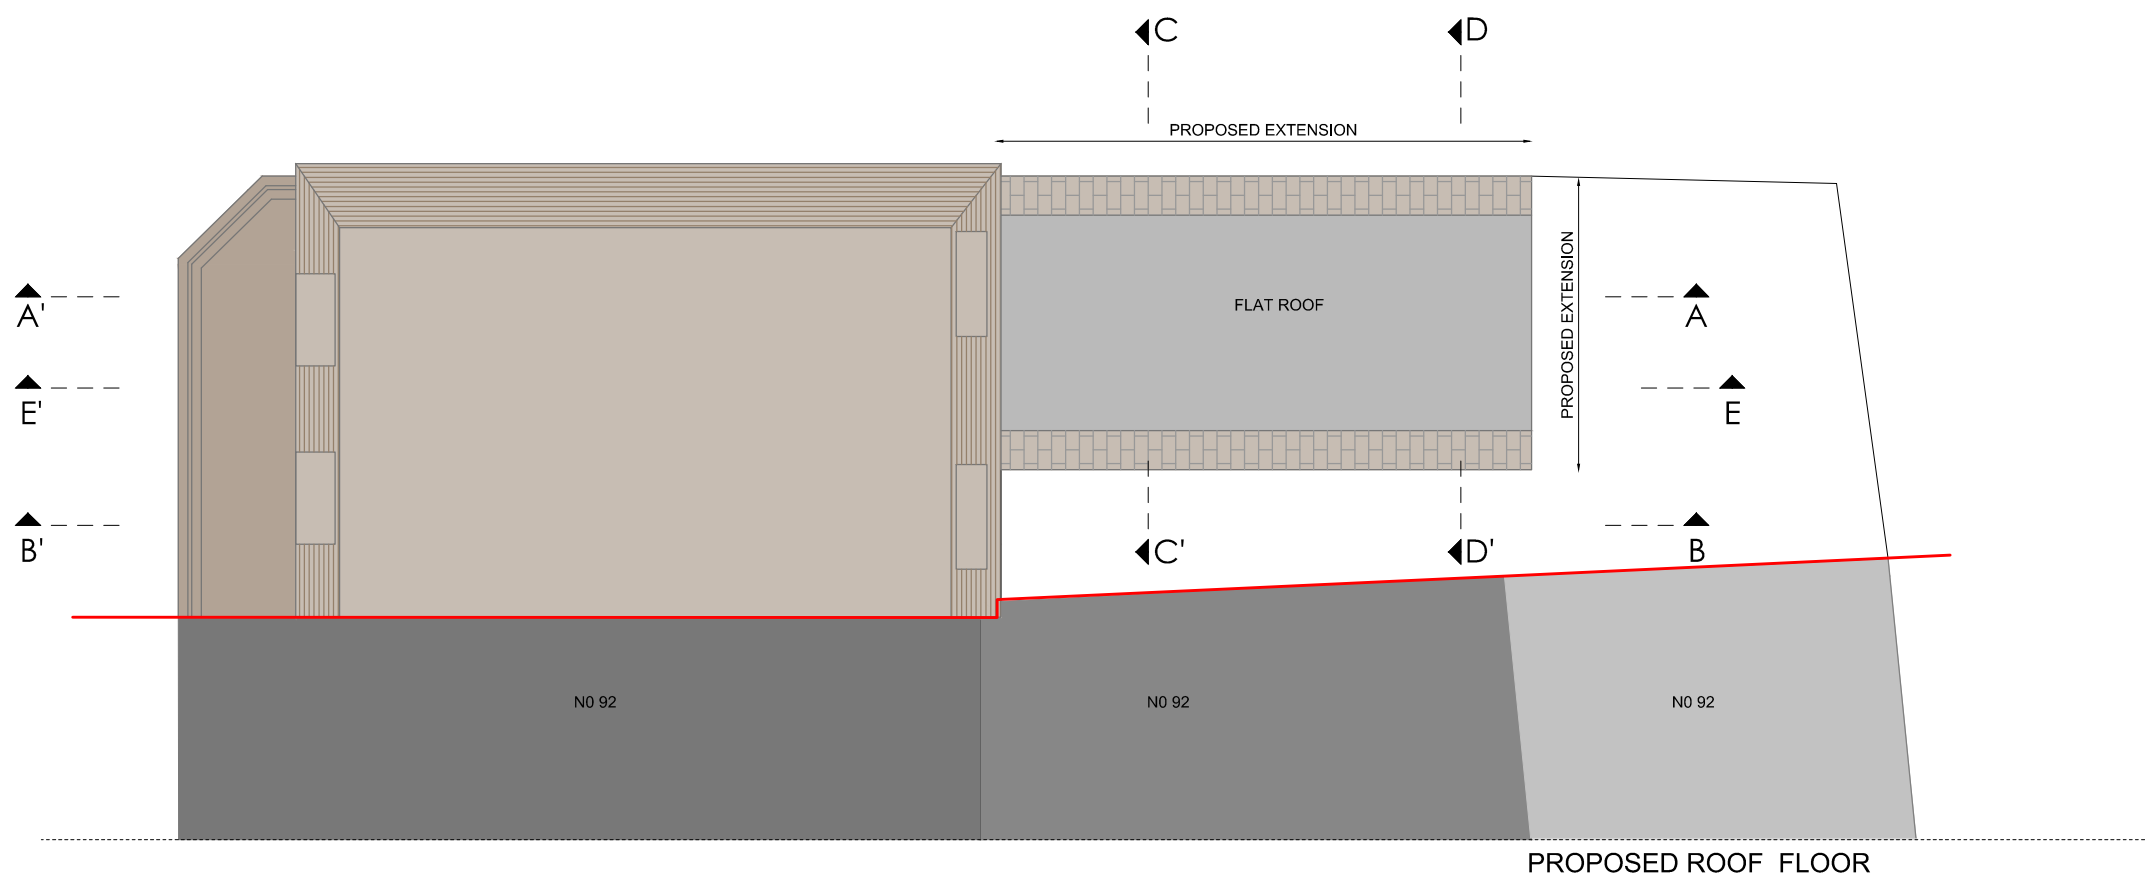 C
D
PROPOSED EXTENSION
PROPOSED EXTENSION
FLAT ROOF
A'
A
E'
E
B'
B
C'
D'
N0 92
N0 92
N0 92
PROPOSED ROOF FLOOR